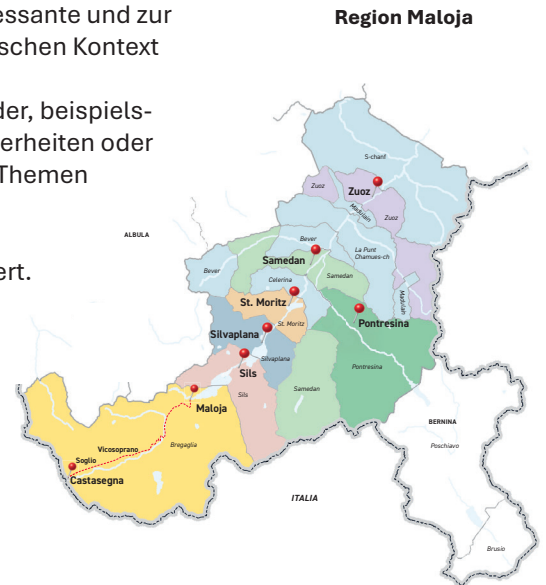 essante und zur
ischen Kontext
der, beispiels-
erheiten oder
Themen
ert.
Region Maloja
S-chanf
Zuoz
Zuoz
Madulain
Zuoz
ALBULA
Bever
La Punt
Chamues-ch
Samedan
Bever
Samedan
Celerina
Madulain
St. Moritz
St. Moritz
Pontresina
Silvaplana
Silvaplana
Sils
Pontresina
Sils
Samedan
Maloja
BERNINA
Vicosoprano
Bregaglia
Poschiavo
Soglio
Castasegna
ITALIA
Brusio